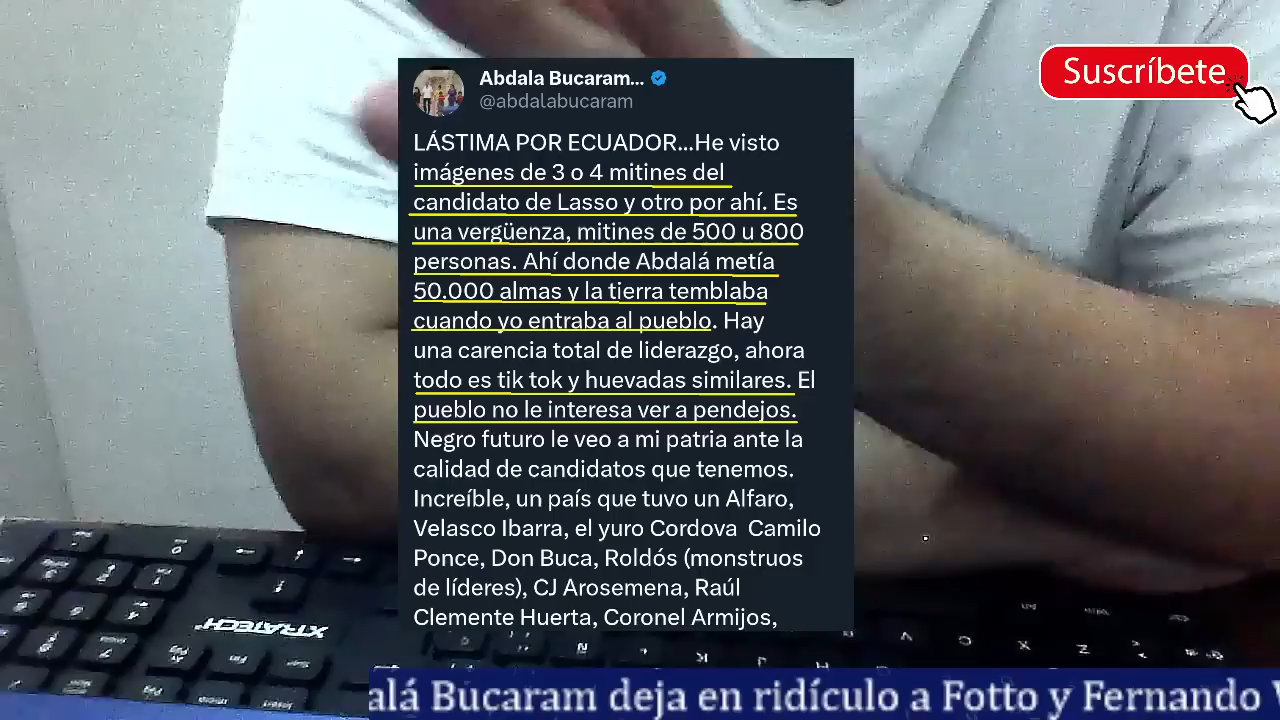 Suscríbete
Abdala Bucaram...
@abdalabucaram
LÁSTIMA POR ECUADOR...He visto
imágenes de 3 o 4 mitines del
candidato de Lasso y otro por ahí. Es
una vergüenza, mitines de 500 u 800
personas. Ahí donde Abdalá metía
50.000 almas y la tierra temblaba
cuando yo entraba al pueblo. Hay
una carencia total de liderazgo, ahora
todo es tik tok y huevadas similares. El
pueblo no le interesa ver a pendejos.
Negro futuro le veo a mi patria ante la
calidad de candidatos que tenemos.
Increíble, un país que tuvo un Alfaro,
Velasco Ibarra, el yuro Cordova Camilo
Ponce, Don Buca, Roldós (monstruos
de líderes), CJ Arosemena, Raúl
Clemente Huerta, Coronel Armijos,
XTRATECH
alá Bucaram deja en ridículo a Fotto y Fernando